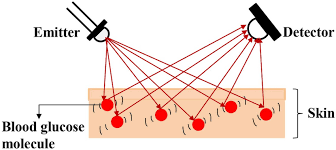 Emitter
Detector
Skin
Blood glucose
molecule